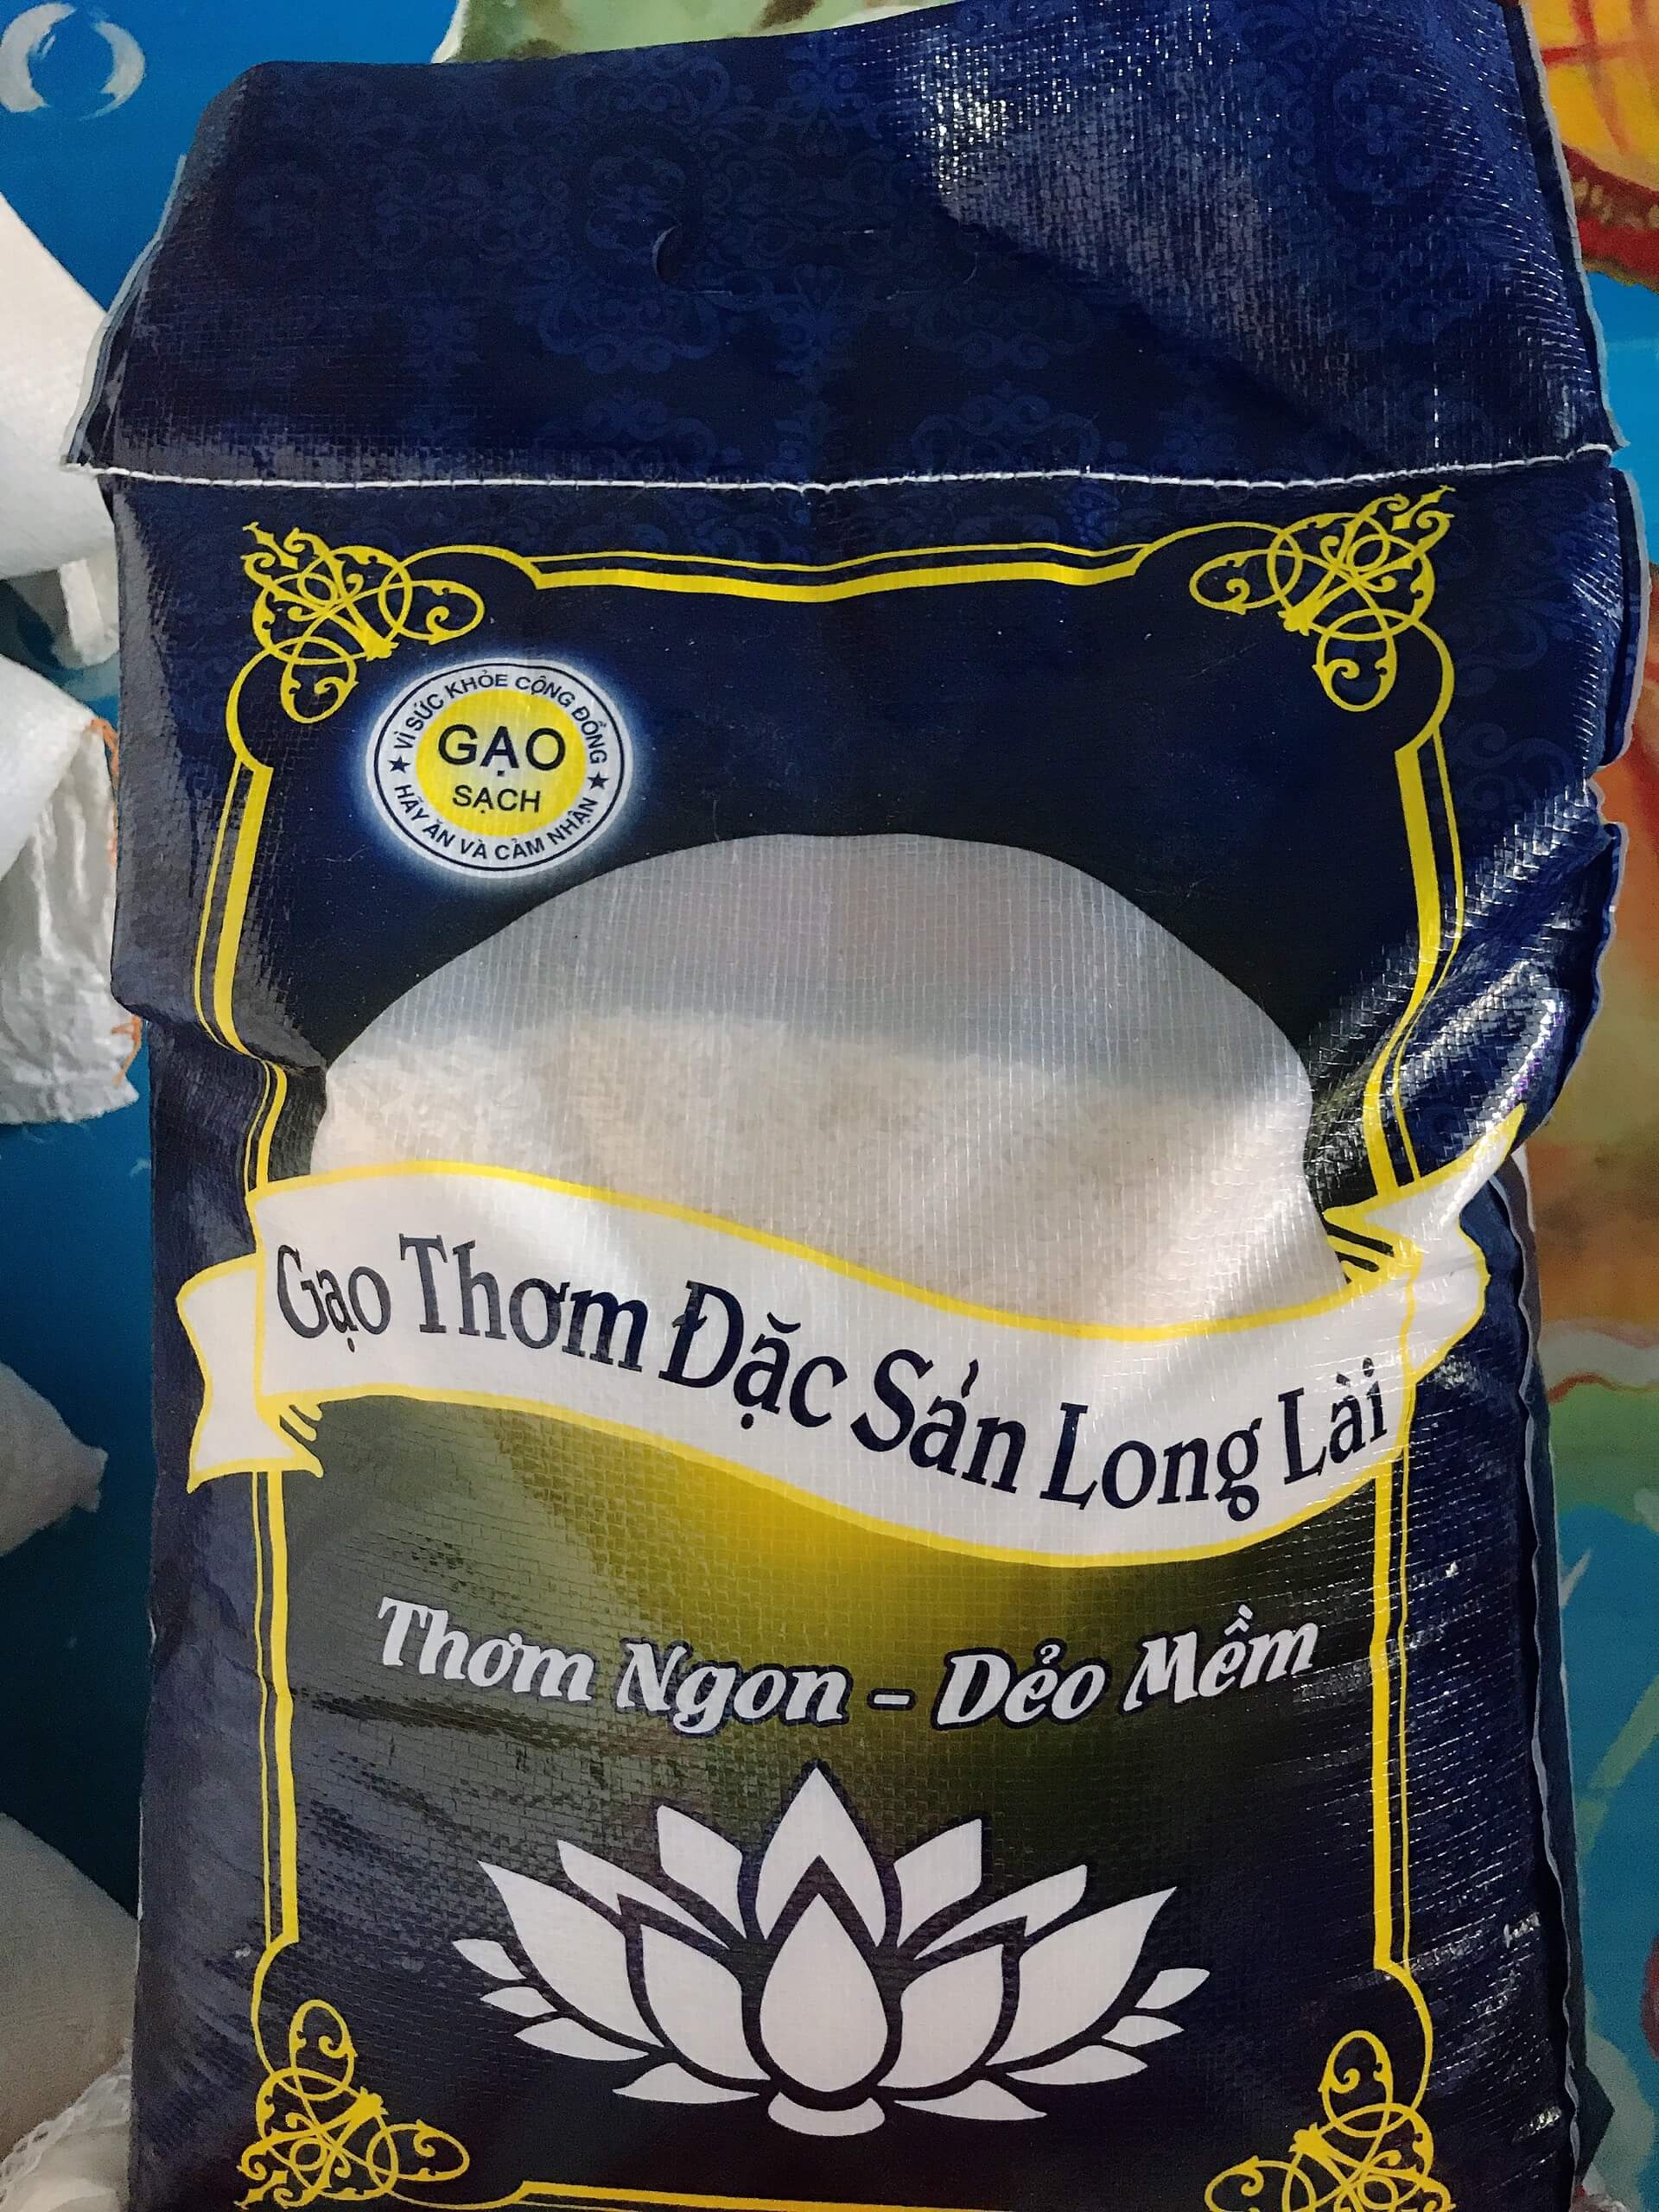 VÌ SỨC KHỎE CỘNG ĐỒNG
GẠO
SẠCH
HÃY ĂN VÀ CẢM NHẬN
Gạo Thơm Đặc Sản Long Lài
Thơm Ngon - Dẻo Mềm